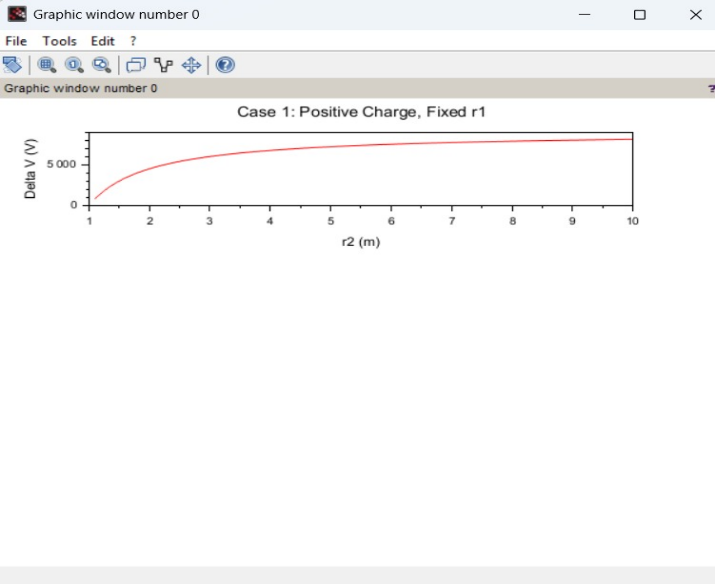 Graphic window number 0
File Tools Edit ?
Graphic window number 0 ?
Case 1: Positive Charge, Fixed r1
Delta V (V)
5 000
0
1 2 3 4 5 6 7 8 9 10
r2 (m)